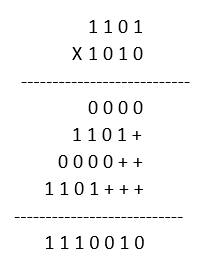 1 1 0 1
X 1 0 1 0
---------------------------
0 0 0 0
1 1 0 1 +
0 0 0 0 + +
1 1 0 1 + + +
---------------------------
1 1 1 0 0 1 0